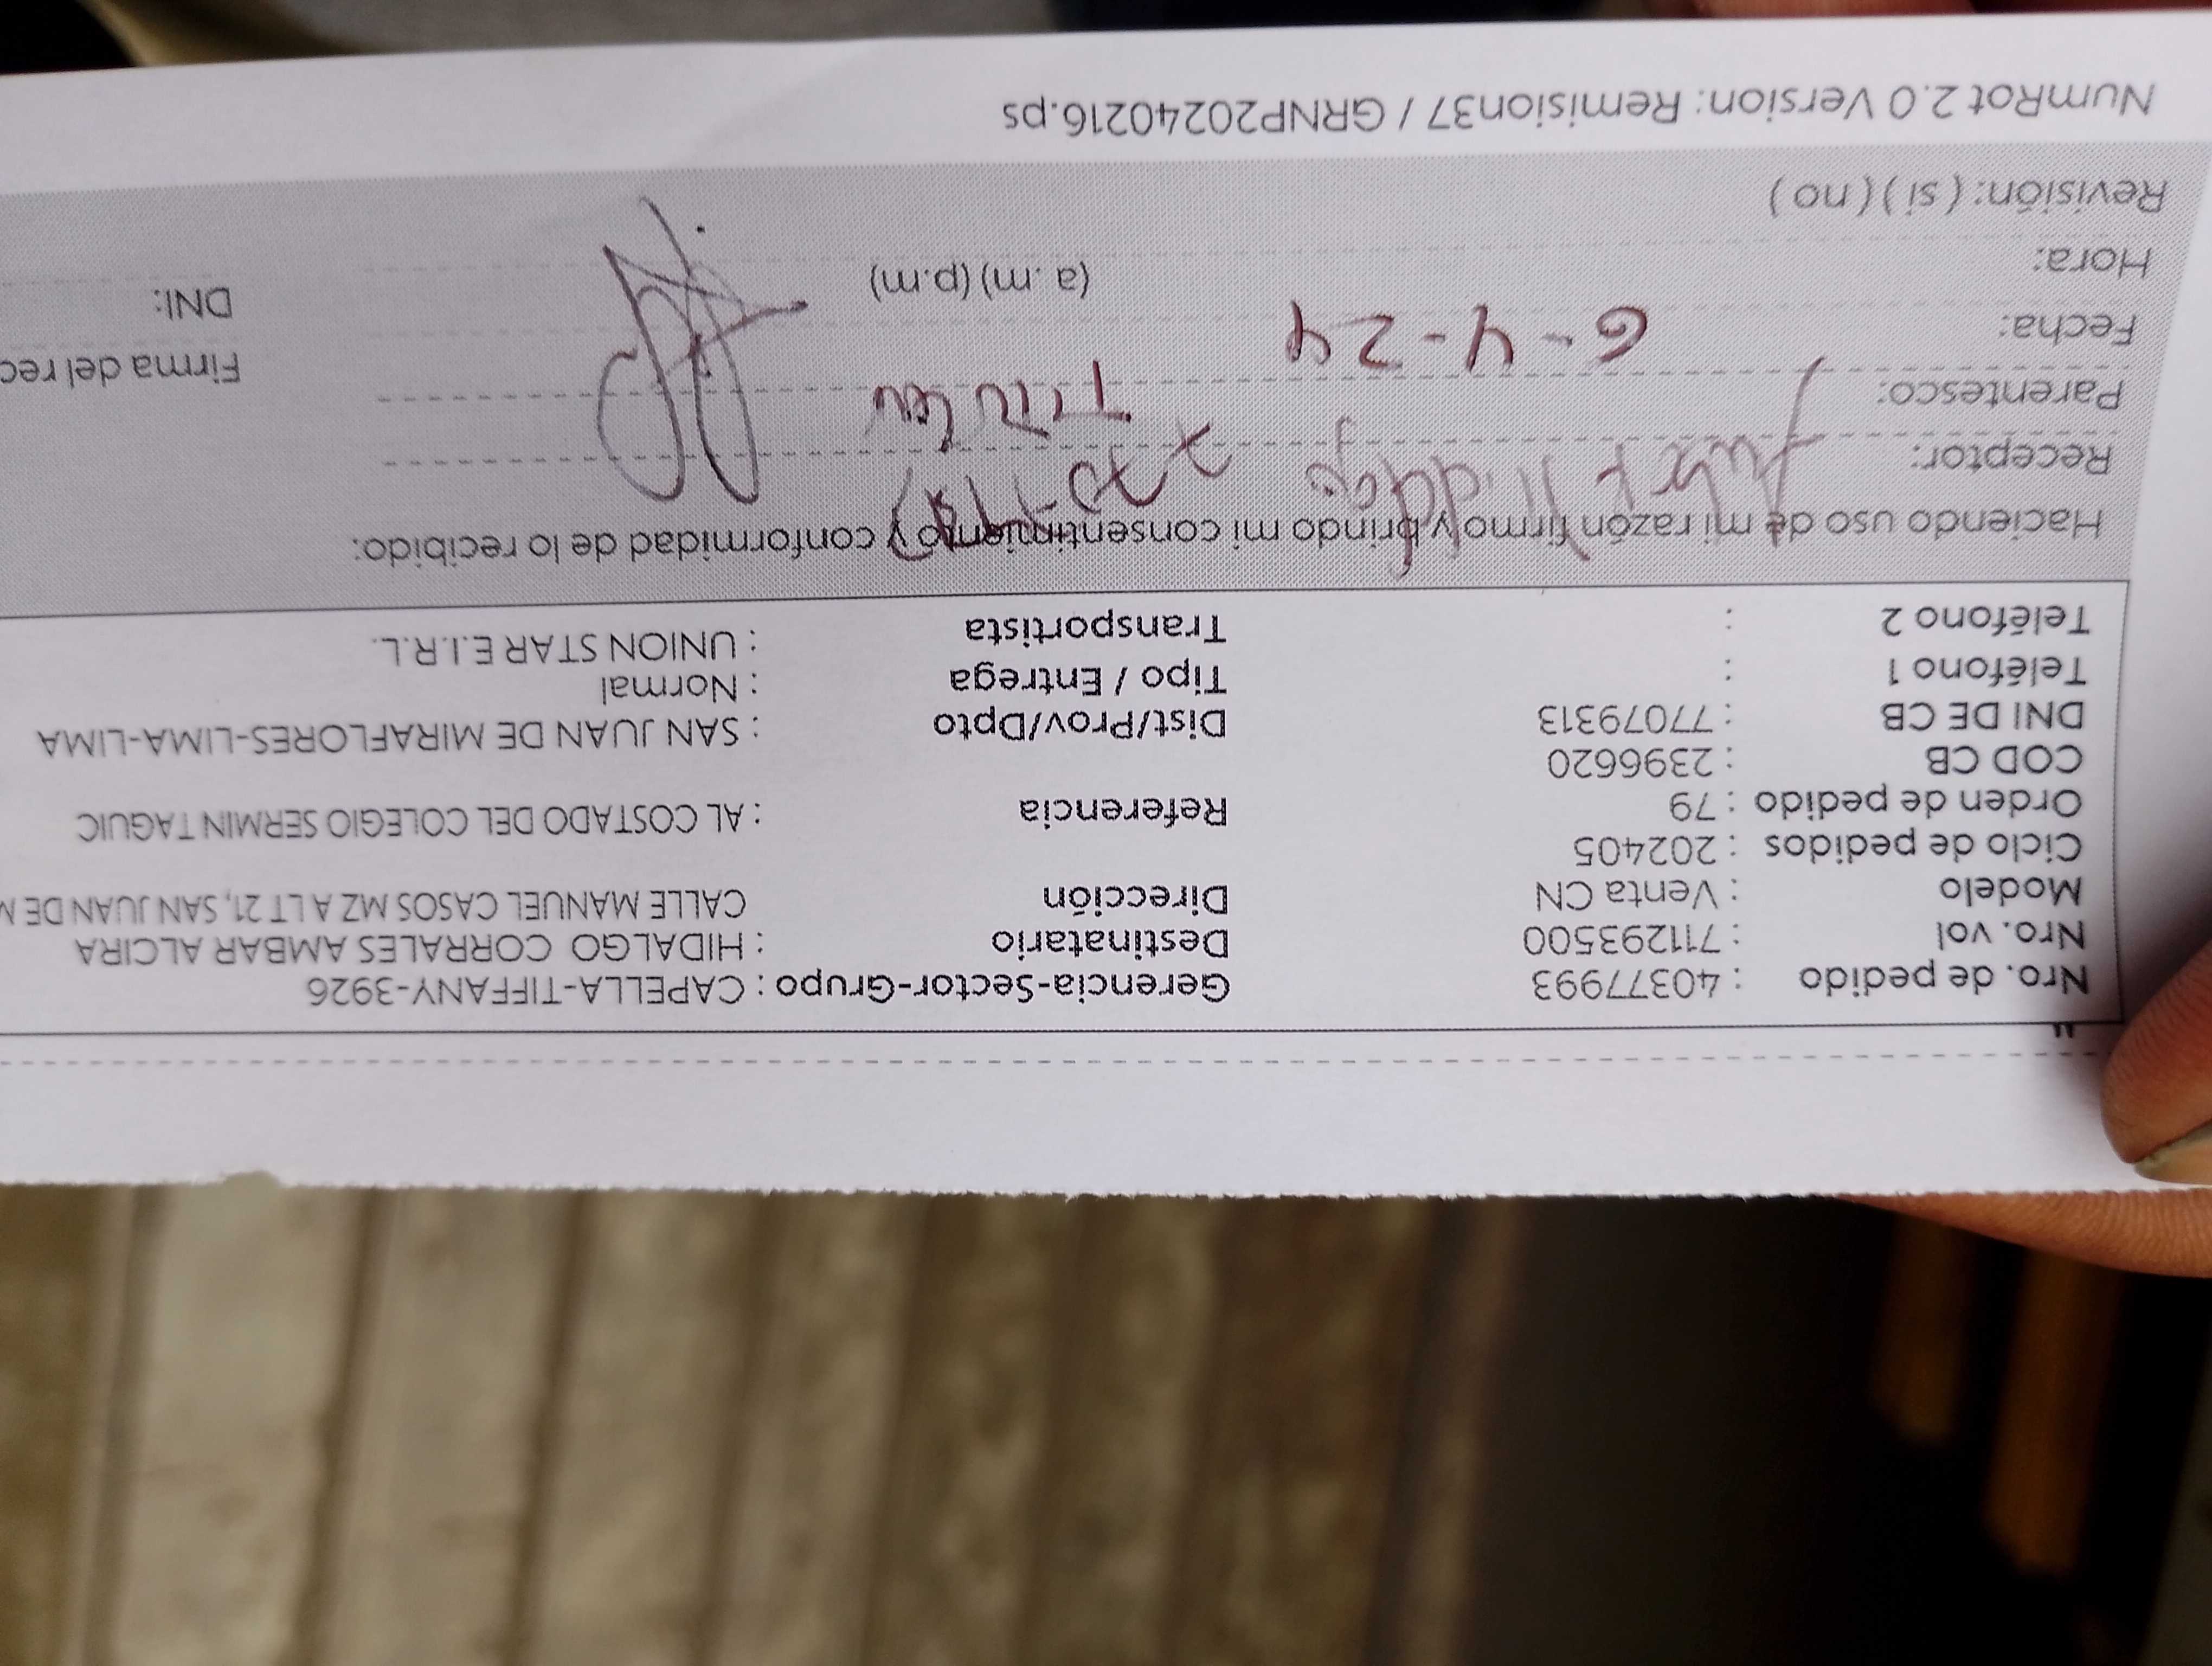 Nro. de pedido : 40377993 Gerencia-Sector-Grupo : CAPELLA-TIFFANY-3926
Nro. vol : 711293500 Destinatario : HIDALGO CORRALES AMBAR ALCIRA
Modelo : Venta CN Dirección CALLE MANUEL CASOS MZ A LT 21, SAN JUAN DE M
Ciclo de pedidos : 202405
Orden de pedido : 79 Referencia : AL COSTADO DEL COLEGIO SERMIN TAGUIC
COD CB : 2396620
DNI DE CB : 77079313 Dist/Prov/Dpto : SAN JUAN DE MIRAFLORES-LIMA-LIMA
Teléfono 1 : Tipo / Entrega : Normal
Teléfono 2 : Transportista : UNION STAR E.I.R.L.
Haciendo uso de mi razón firmo y brindo mi consentimiento y conformidad de lo recibido:
Receptor: Hidalgo
Parentesco: Firma del rec
Fecha: 6-4-24 DNI:
Hora: (a.m) (p.m)
Revisión: ( si ) ( no )
NumRot 2.0 Version: Remision37 / GRNP20240216.ps